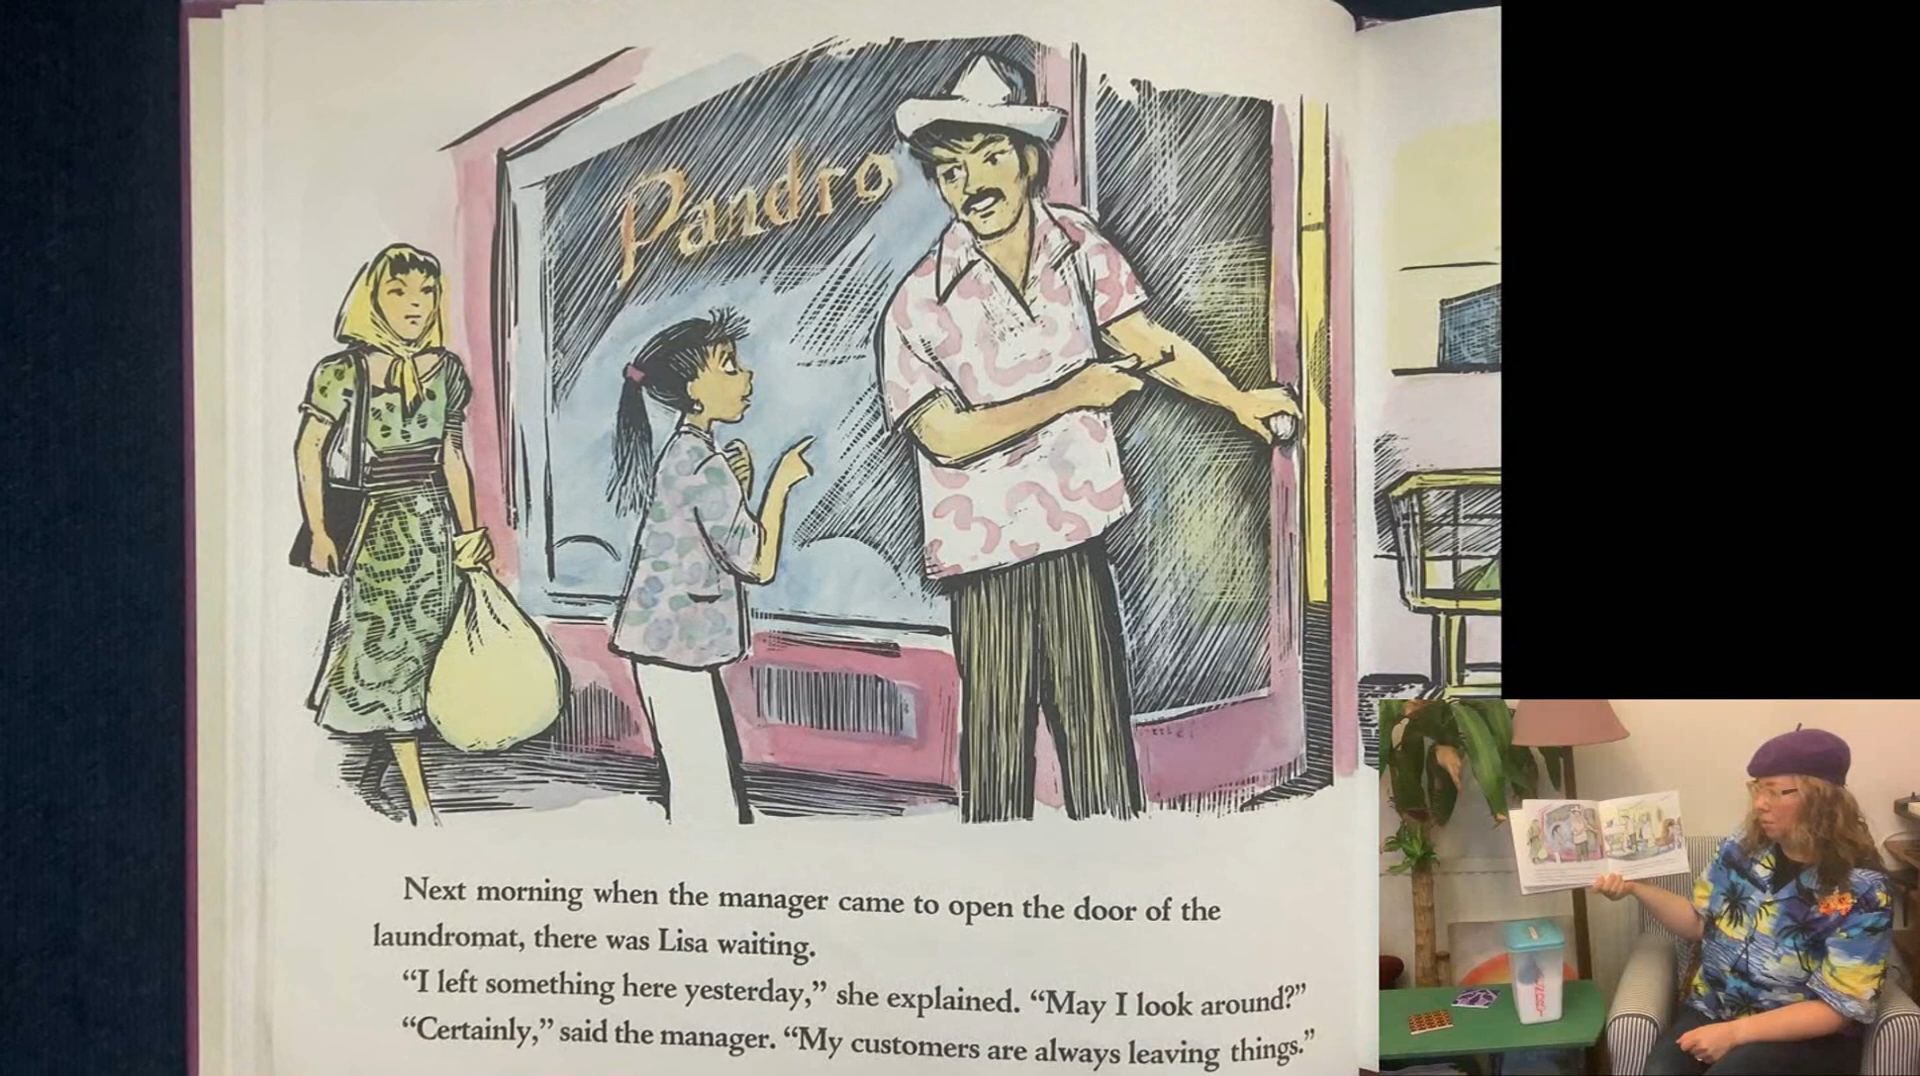 Pandro
Next morning when the manager came to open the door of the
laundromat, there was Lisa waiting.
“I left something here yesterday,” she explained. “May I look around?”
“Certainly,” said the manager. “My customers are always leaving things.”